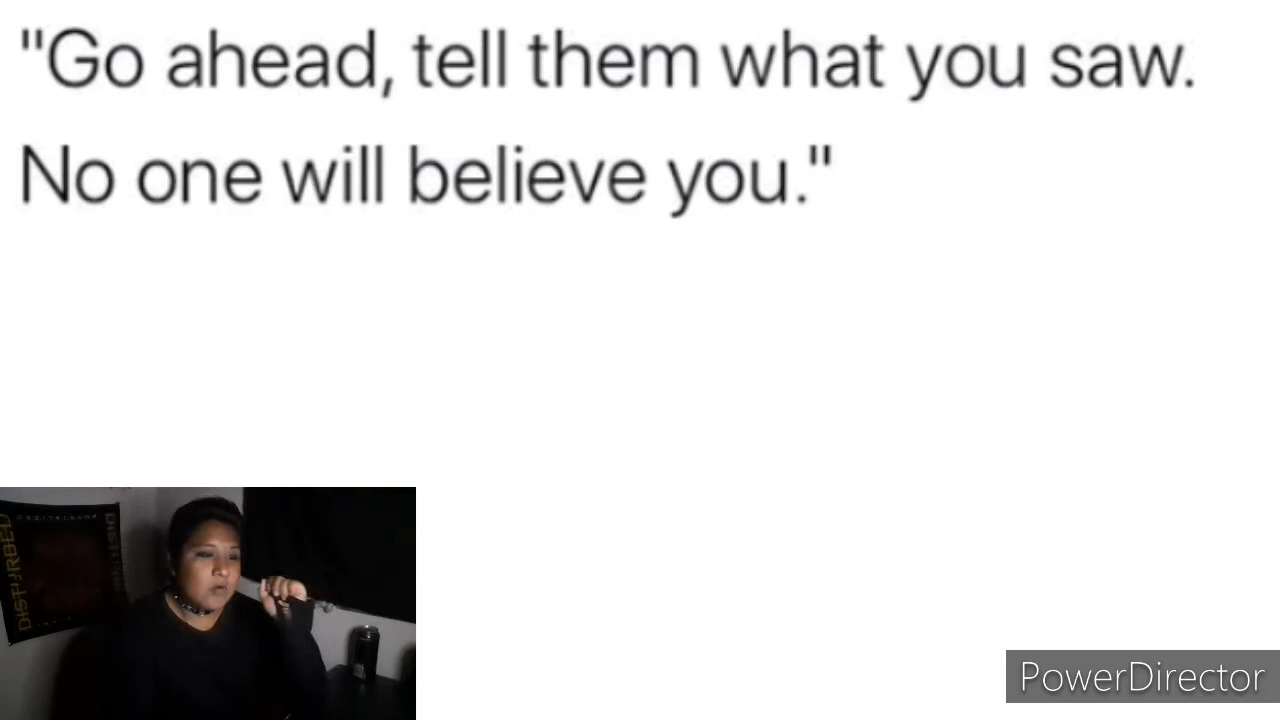 "Go ahead, tell them what you saw.
No one will believe you."
DISTURBED
PowerDirector